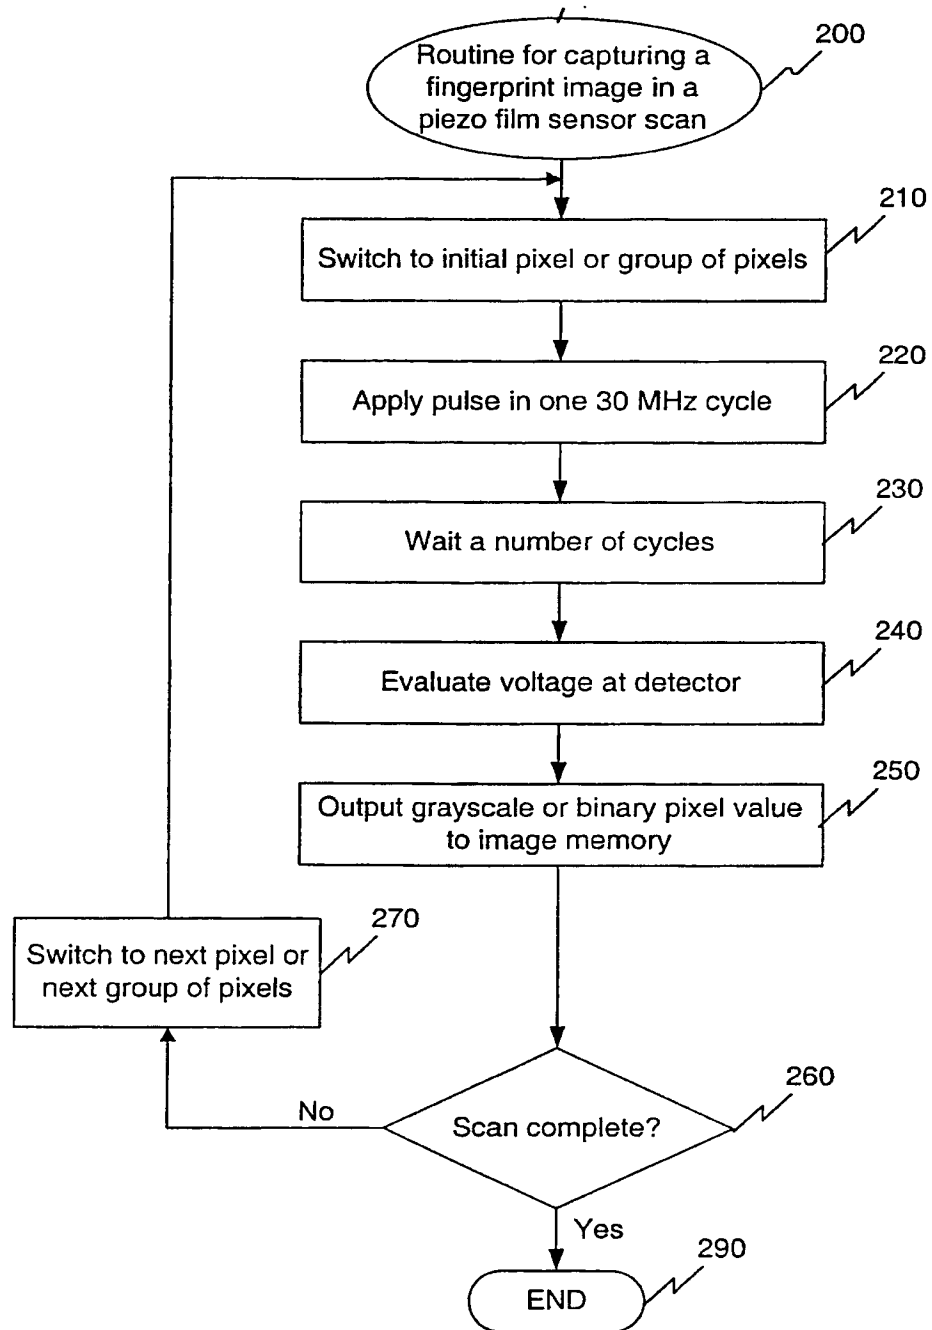 200
Routine for capturing a
fingerprint image in a
piezo film sensor scan
210
Switch to initial pixel or group of pixels
220
Apply pulse in one 30 MHz cycle
230
Wait a number of cycles
240
Evaluate voltage at detector
250
Output grayscale or binary pixel value
to image memory
270
Switch to next pixel or
next group of pixels
260
Scan complete?
No
Yes
290
END